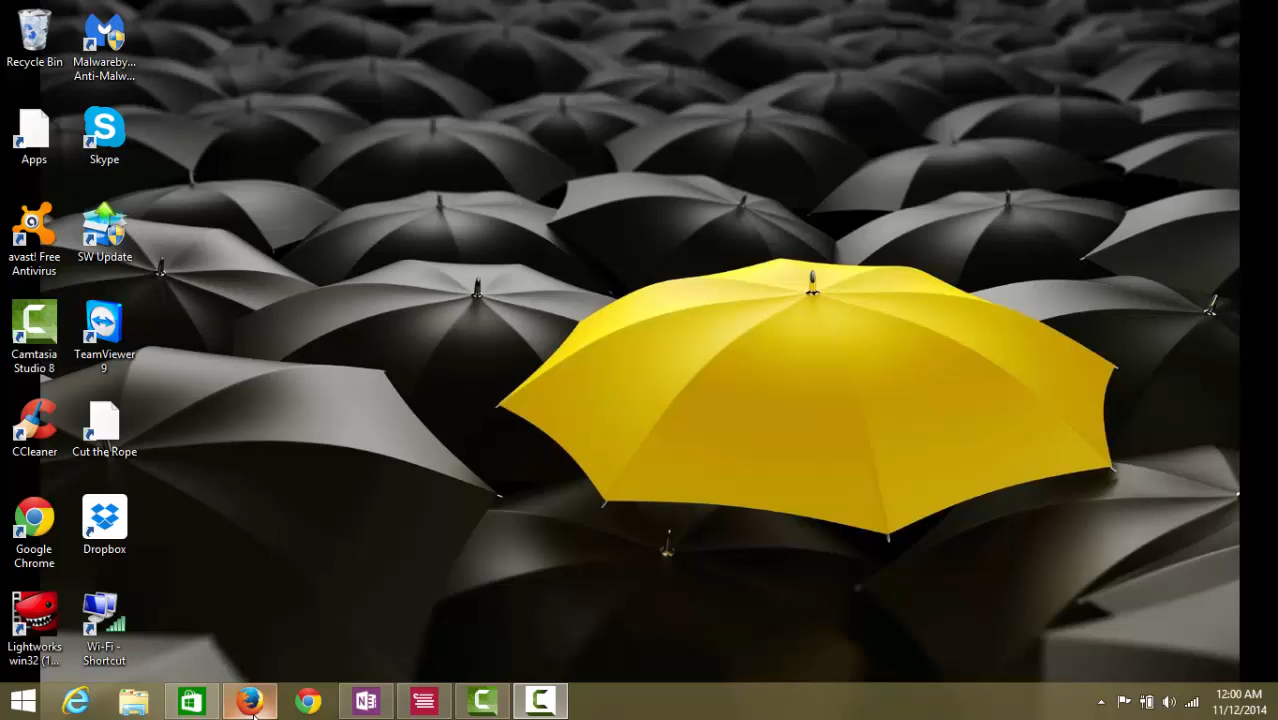 Recycle Bin
Malwareby...
Anti-Malw...
Apps
Skype
avast! Free
Antivirus
SW Update
Camtasia
Studio 8
TeamViewer
9
CCleaner
Cut the Rope
Google
Chrome
Dropbox
Lightworks
win32 (1...
Wi-Fi -
Shortcut
12:00 AM
11/12/2014